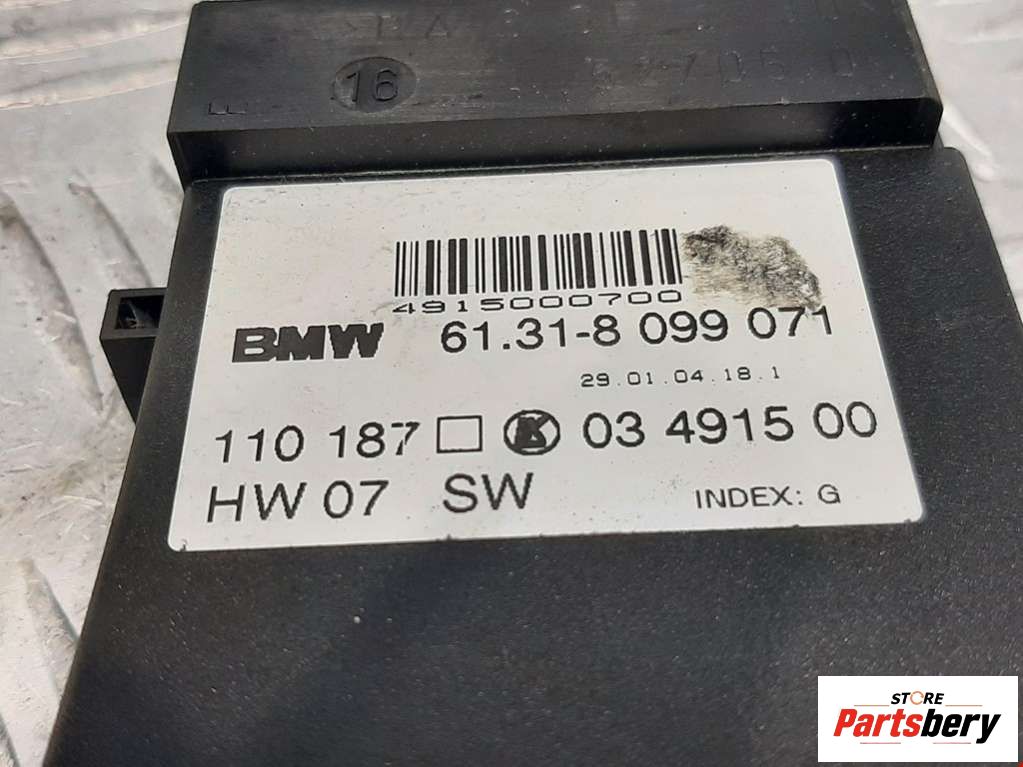 16
4915000700
BMW 61.31-8 099 071
29.01.04.18.1
110 187 K 03 4915 00
HW 07 SW INDEX: G
STORE
Partsbery